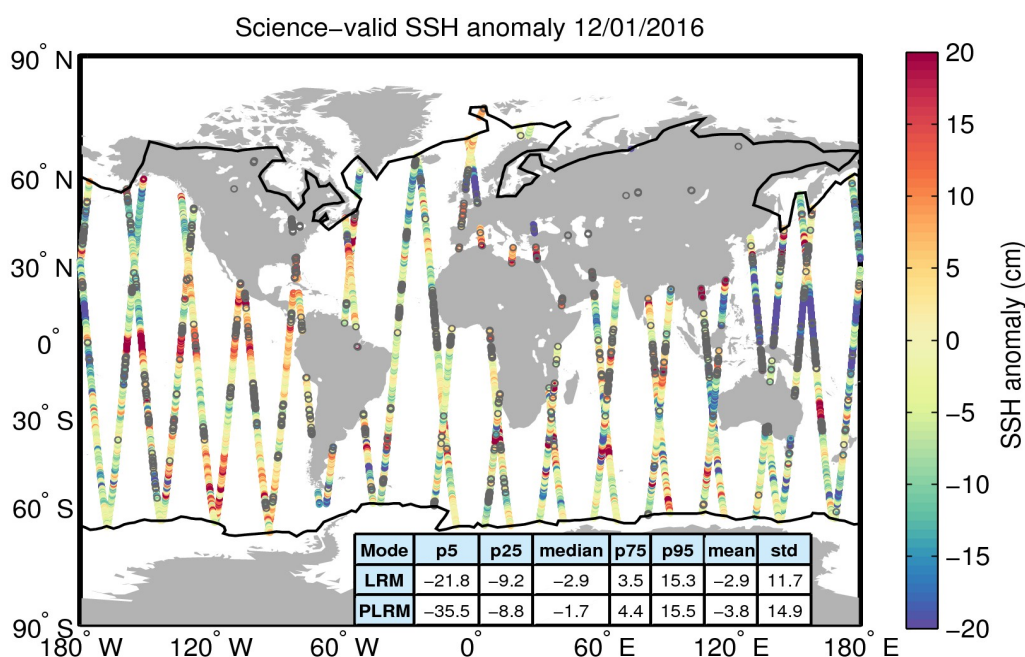 Science−valid SSH anomaly 12/01/2016
90° N
60° N
30° N
0°
30° S
60° S
90° S
180° W
120° W
60° W
0°
60° E
120° E
180° E
Mode p5 p25 median p75 p95 mean std
LRM −21.8 −9.2 −2.9 3.5 15.3 −2.9 11.7
PLRM −35.5 −8.8 −1.7 4.4 15.5 −3.8 14.9
20
15
10
5
0
−5
−10
−15
−20
SSH anomaly (cm)